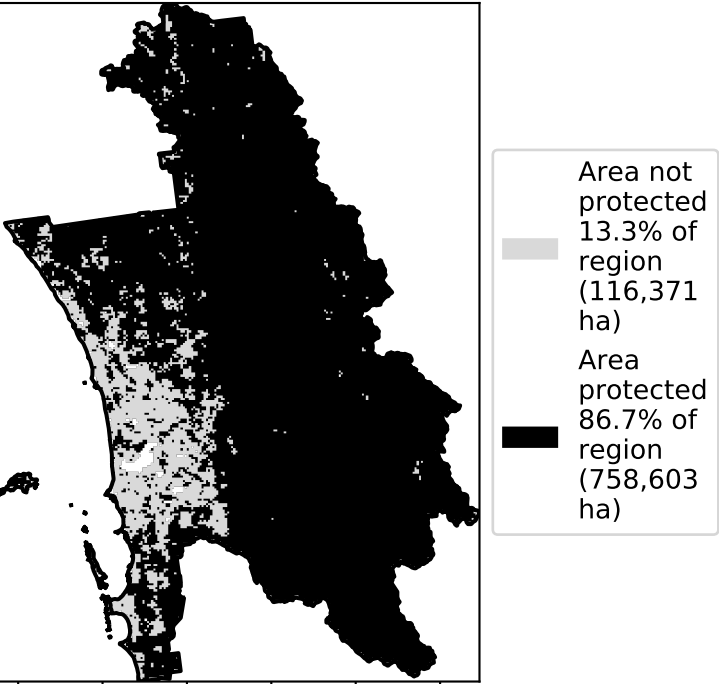 Area not
protected
13.3% of
region
(116,371
ha)
Area
protected
86.7% of
region
(758,603
ha)